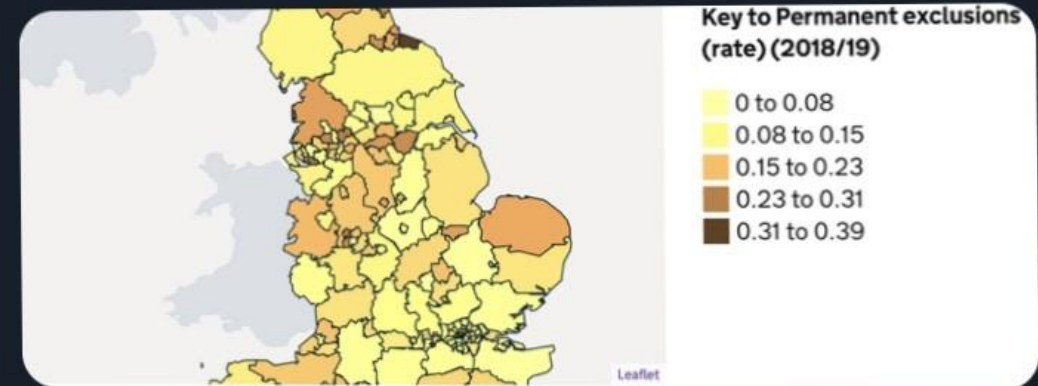 Key to Permanent exclusions
(rate) (2018/19)
0 to 0.08
0.08 to 0.15
0.15 to 0.23
0.23 to 0.31
0.31 to 0.39
Leaflet